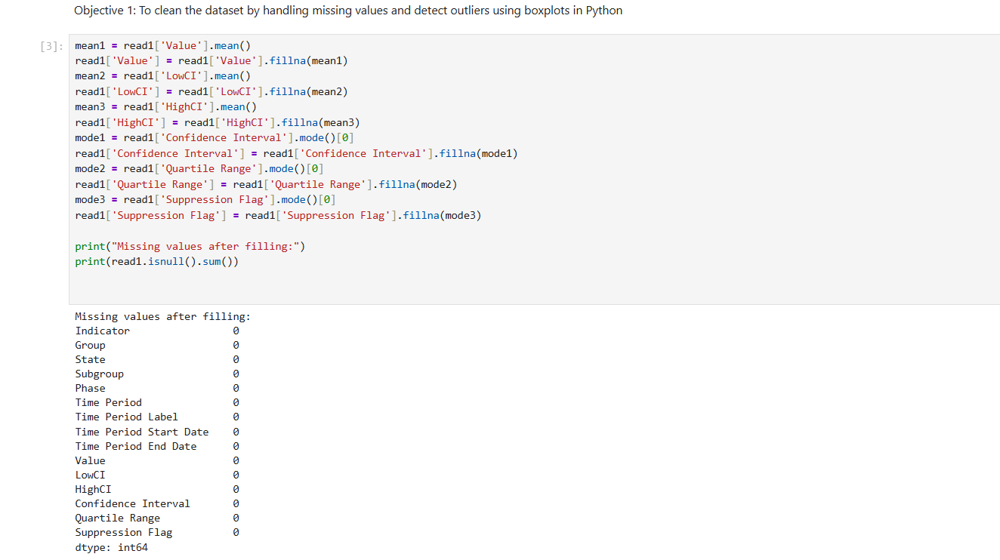 Objective 1: To clean the dataset by handling missing values and detect outliers using boxplots in Python
[3]:
mean1 = read1['Value'].mean()
read1['Value'] = read1['Value'].fillna(mean1)
mean2 = read1['LowCI'].mean()
read1['LowCI'] = read1['LowCI'].fillna(mean2)
mean3 = read1['HighCI'].mean()
read1['HighCI'] = read1['HighCI'].fillna(mean3)
mode1 = read1['Confidence Interval'].mode()[0]
read1['Confidence Interval'] = read1['Confidence Interval'].fillna(mode1)
mode2 = read1['Quartile Range'].mode()[0]
read1['Quartile Range'] = read1['Quartile Range'].fillna(mode2)
mode3 = read1['Suppression Flag'].mode()[0]
read1['Suppression Flag'] = read1['Suppression Flag'].fillna(mode3)
print("Missing values after filling:")
print(read1.isnull().sum())
Missing values after filling:
Indicator 0
Group 0
State 0
Subgroup 0
Phase 0
Time Period 0
Time Period Label 0
Time Period Start Date 0
Time Period End Date 0
Value 0
LowCI 0
HighCI 0
Confidence Interval 0
Quartile Range 0
Suppression Flag 0
dtype: int64